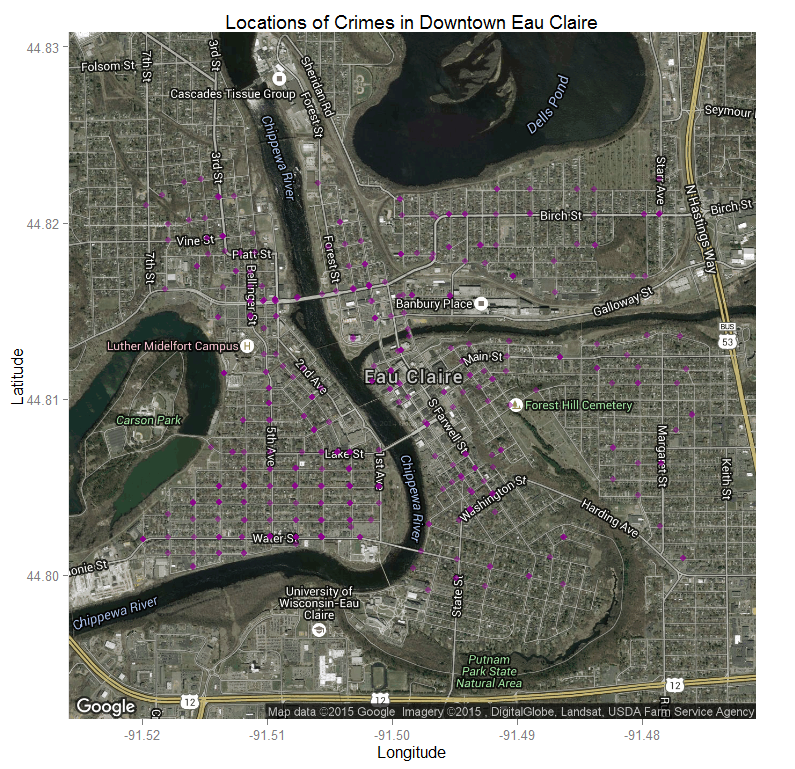 Locations of Crimes in Downtown Eau Claire
44.83
44.82
44.81
44.80
Latitude
Folsom St
7th St
3rd St
Sheridan Rd
Forest St
Cascades Tissue Group
Chippewa River
Dells Pond
Seymour
3rd St
Starr Ave
N Hastings Way
Birch St
Birch St
Vine St
Platt St
7th St
Forest St
Bellinger St
Banbury Place
Galloway St
BUS
53
Luther Midelfort Campus
H
Main St
2nd Ave
Eau Claire
Forest Hill Cemetery
Carson Park
S Farwell St
5th Ave
Lake St
1st Ave
Margaret St
Keith St
Chippewa River
Washington St
Harding Ave
Water St
onie St
State St
University of
Wisconsin-Eau
Claire
Chippewa River
Putnam
Park State
Natural Area
12
12
12
Google
Map data ©2015 Google Imagery ©2015 , DigitalGlobe, Landsat, USDA Farm Service Agency
-91.52
-91.51
-91.50
-91.49
-91.48
Longitude